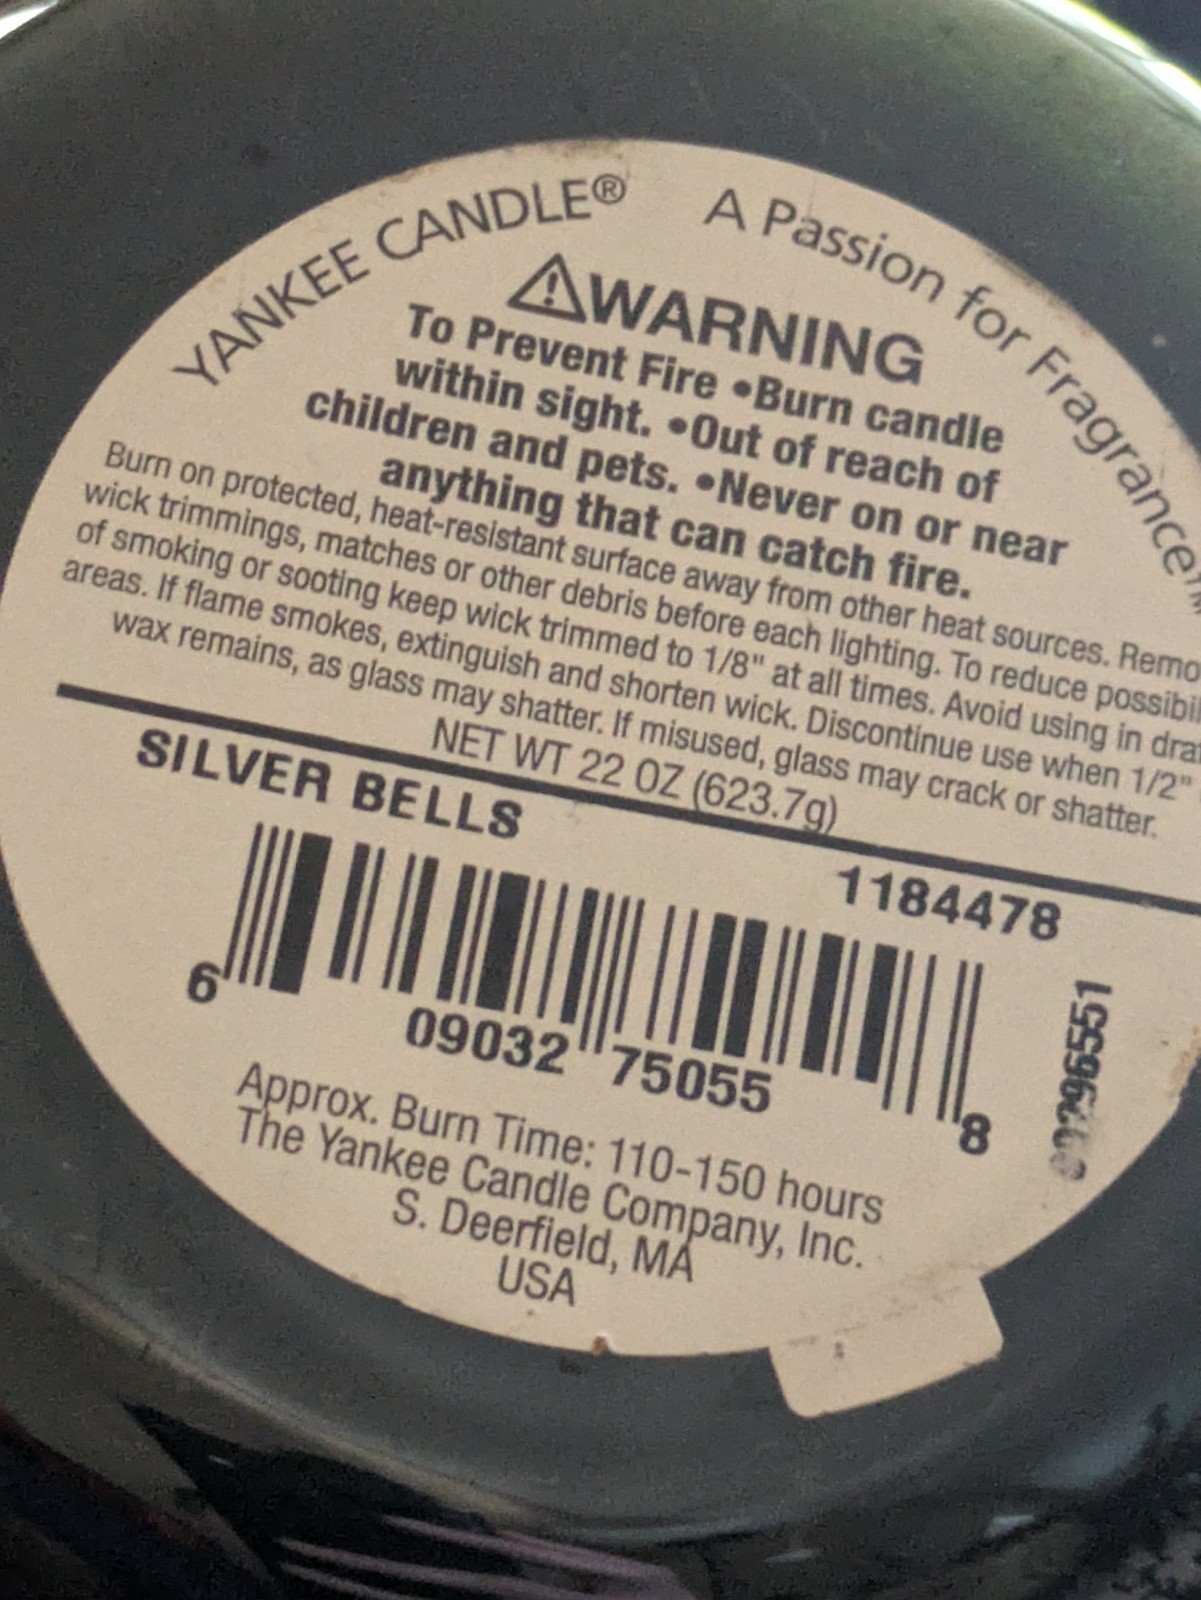 YANKEE CANDLE® A Passion for Fragrance™
⚠WARNING
To Prevent Fire •Burn candle
within sight. •Out of reach of
children and pets. •Never on or near
anything that can catch fire.
Burn on protected, heat-resistant surface away from other heat sources. Remo
wick trimmings, matches or other debris before each lighting. To reduce possibil
of smoking or sooting keep wick trimmed to 1/8" at all times. Avoid using in draf
areas. If flame smokes, extinguish and shorten wick. Discontinue use when 1/2"
wax remains, as glass may shatter. If misused, glass may crack or shatter.
NET WT 22 OZ (623.7g)
SILVER BELLS
1184478
6 09032 75055 8
Approx. Burn Time: 110-150 hours
The Yankee Candle Company, Inc.
S. Deerfield, MA
USA